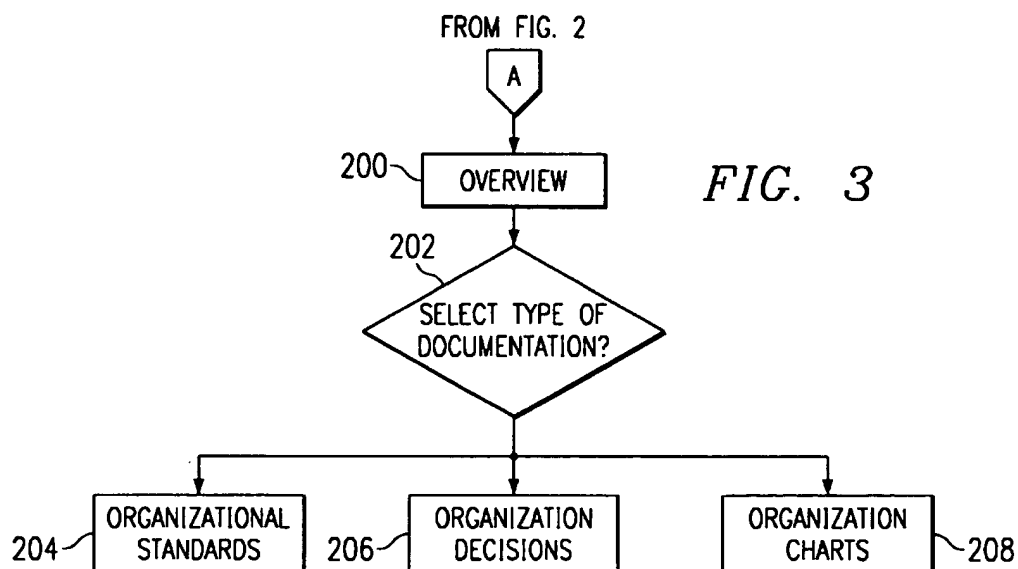 FROM FIG. 2
A
200
OVERVIEW
FIG. 3
202
SELECT TYPE OF
DOCUMENTATION?
204
ORGANIZATIONAL
STANDARDS
206
ORGANIZATION
DECISIONS
ORGANIZATION
CHARTS
208